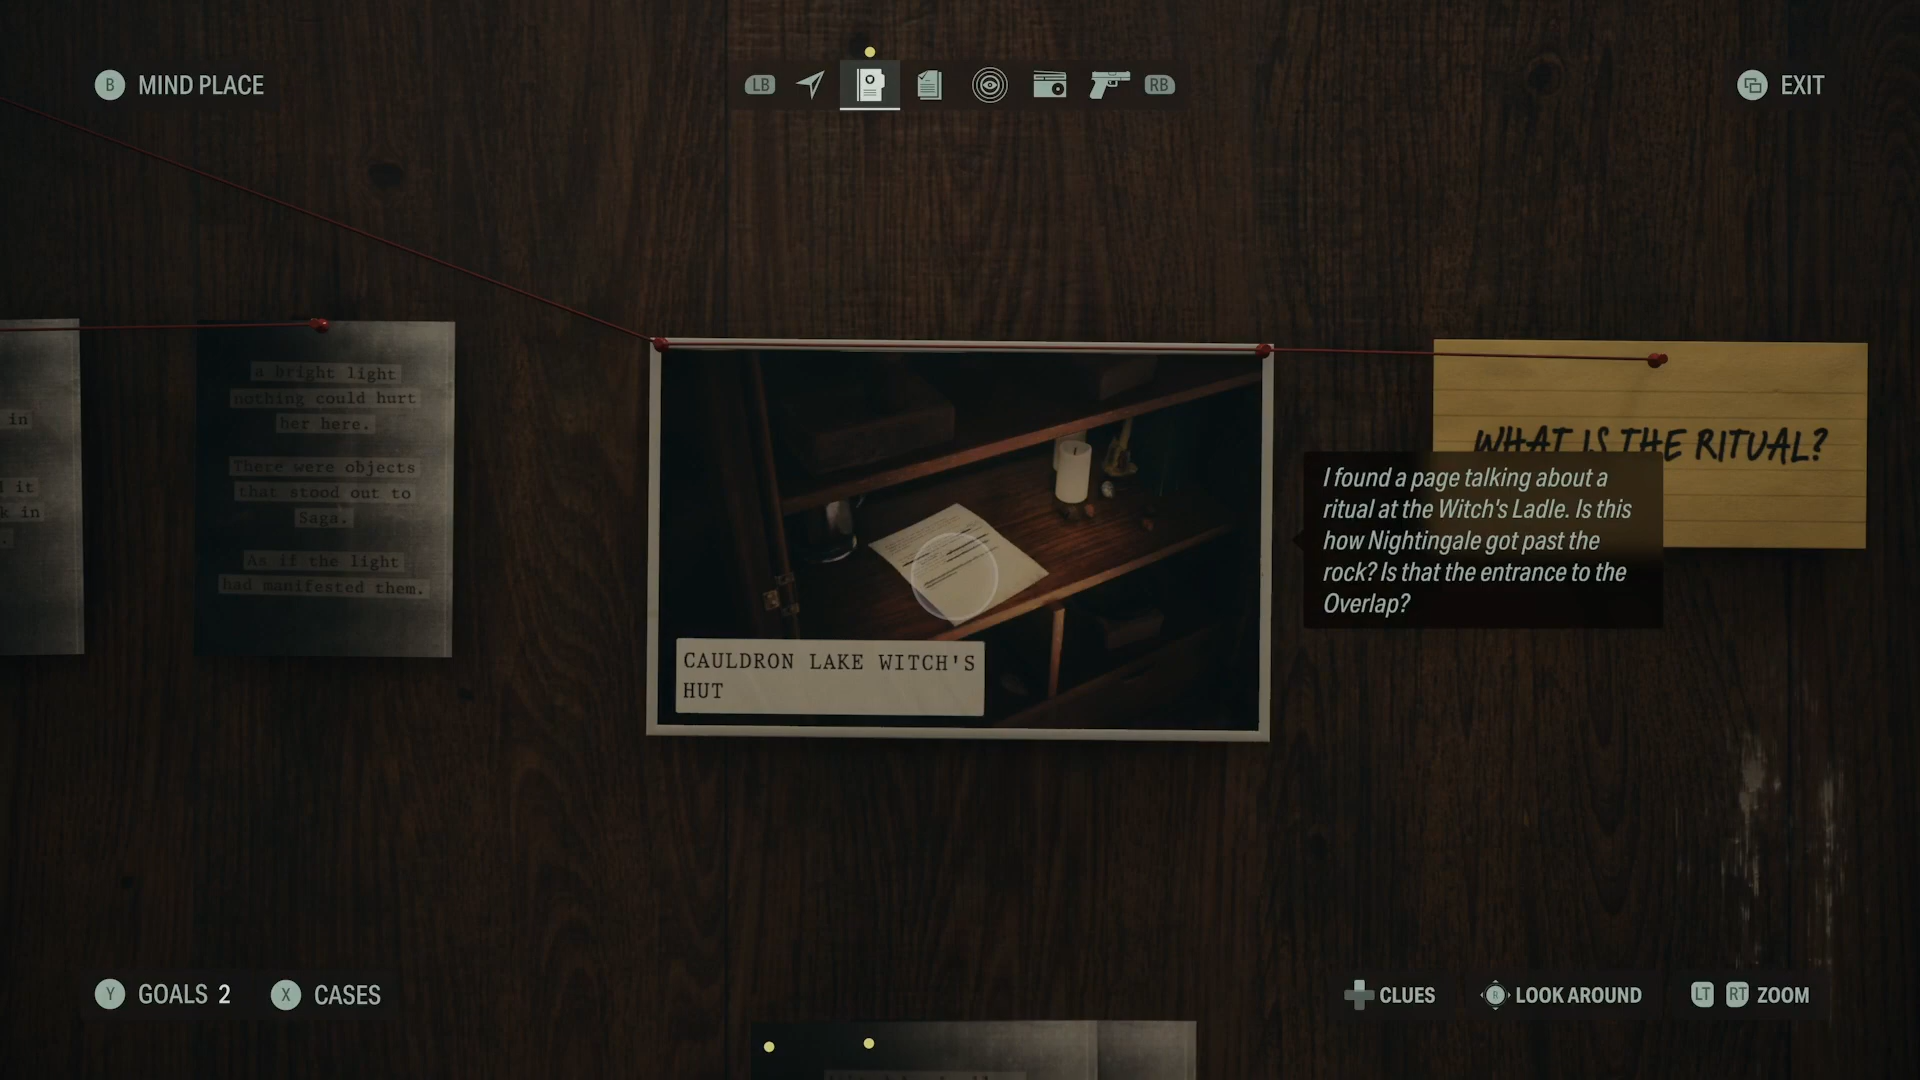 B MIND PLACE
LB
RB
EXIT
in
it
k in
a bright light
nothing could hurt
her here.
There were objects
that stood out to
Saga.
As if the light
had manifested them.
CAULDRON LAKE WITCH'S
HUT
WHAT IS THE RITUAL?
I found a page talking about a
ritual at the Witch's Ladle. Is this
how Nightingale got past the
rock? Is that the entrance to the
Overlap?
Y GOALS 2
X CASES
CLUES
R LOOK AROUND
LT RT ZOOM